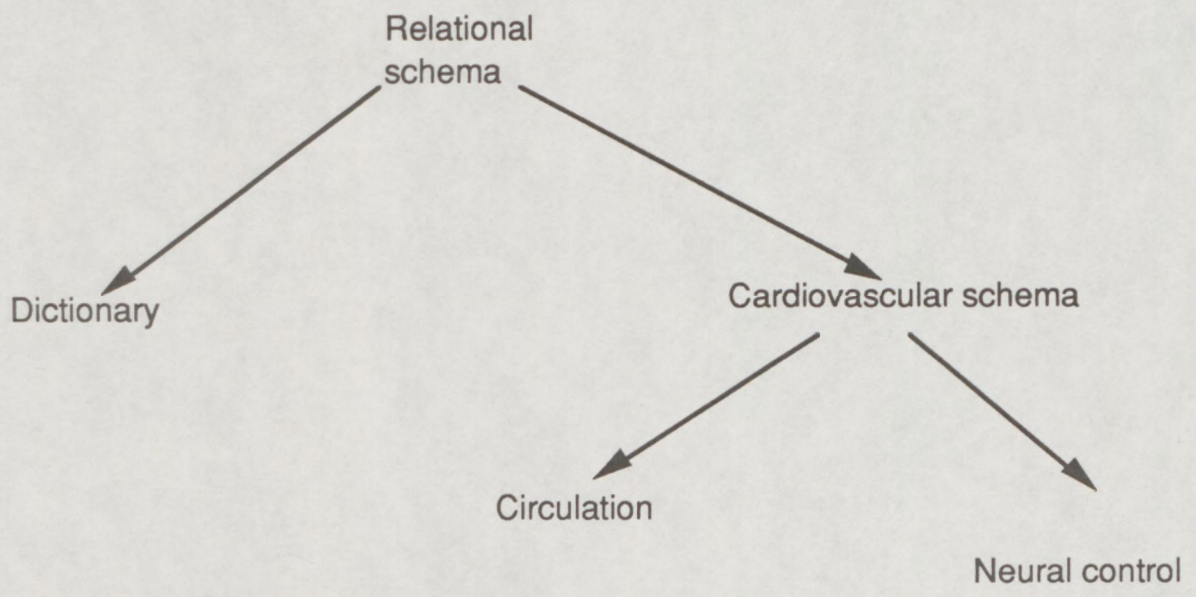 Relational
schema
Dictionary
Cardiovascular schema
Circulation
Neural control